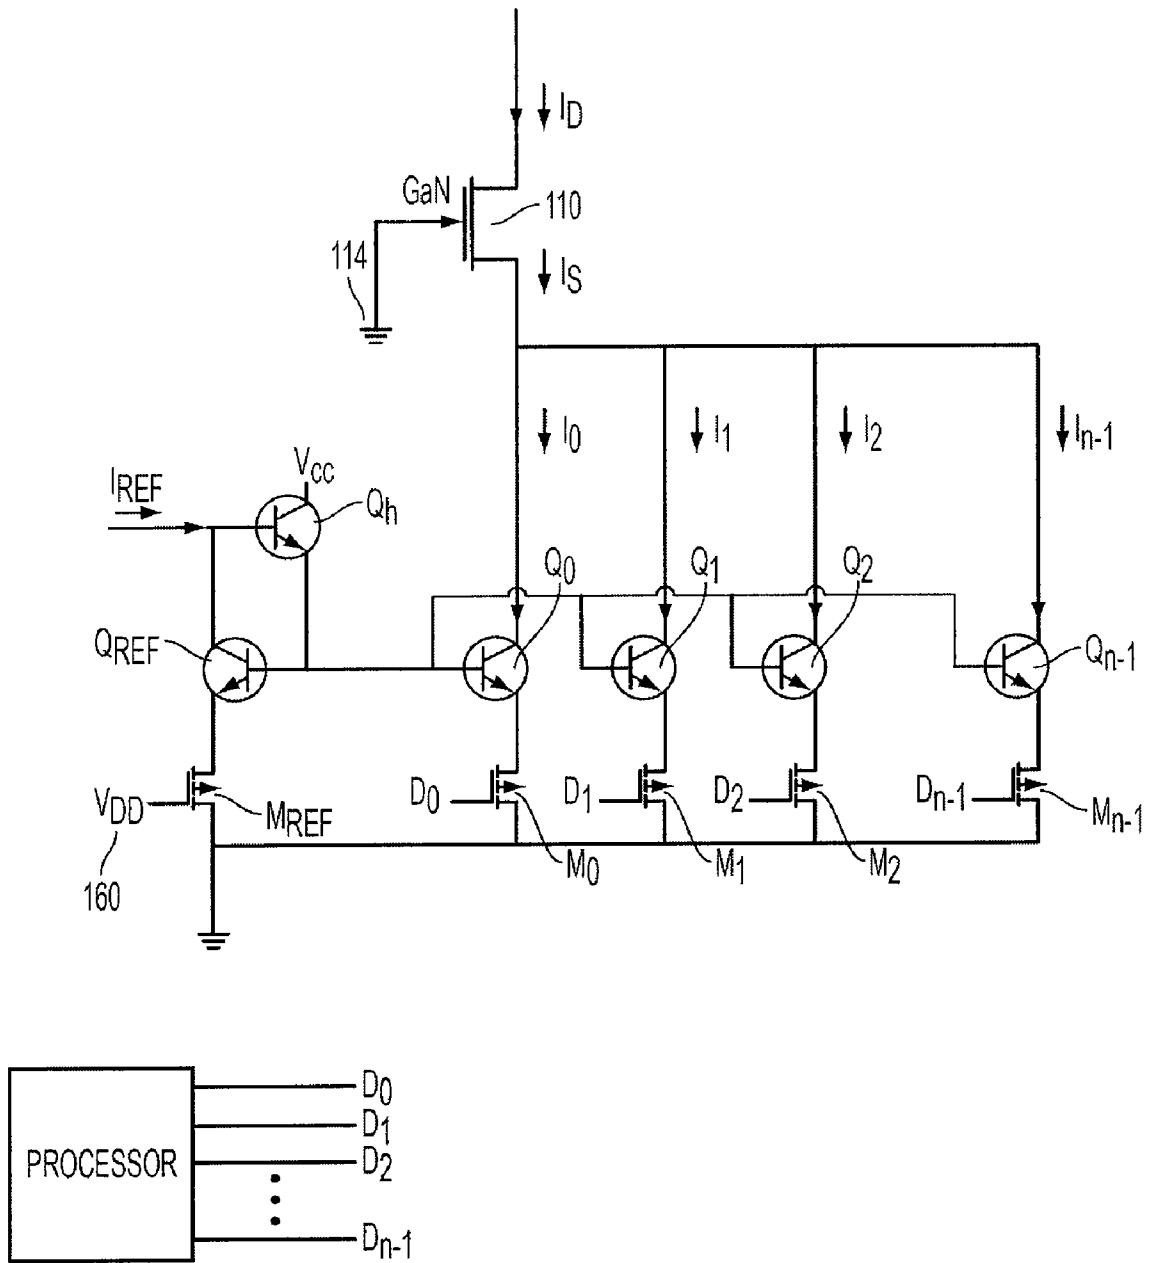 I_D
GaN
110
114
I_S
I_0
I_1
I_2
I_n-1
I_REF
V_CC
Q_h
Q_0
Q_1
Q_2
Q_REF
Q_n-1
V_DD
M_REF
D_0
D_1
D_2
D_n-1
M_0
M_1
M_2
M_n-1
160
PROCESSOR
D_0
D_1
D_2
D_n-1